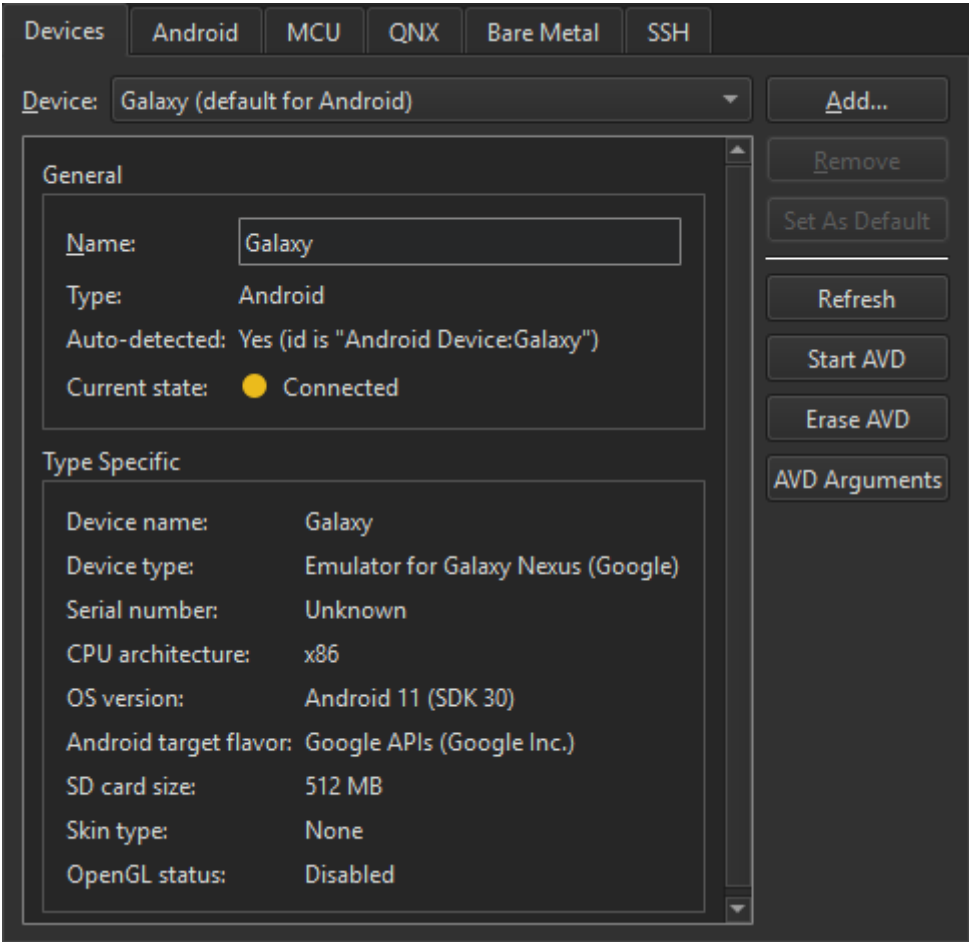 Devices Android MCU QNX Bare Metal SSH
Device: Galaxy (default for Android) Add...
Remove
Set As Default
Refresh
Start AVD
Erase AVD
AVD Arguments
General
Name: Galaxy
Type: Android
Auto-detected: Yes (id is "Android Device:Galaxy")
Current state: Connected
Type Specific
Device name: Galaxy
Device type: Emulator for Galaxy Nexus (Google)
Serial number: Unknown
CPU architecture: x86
OS version: Android 11 (SDK 30)
Android target flavor: Google APIs (Google Inc.)
SD card size: 512 MB
Skin type: None
OpenGL status: Disabled